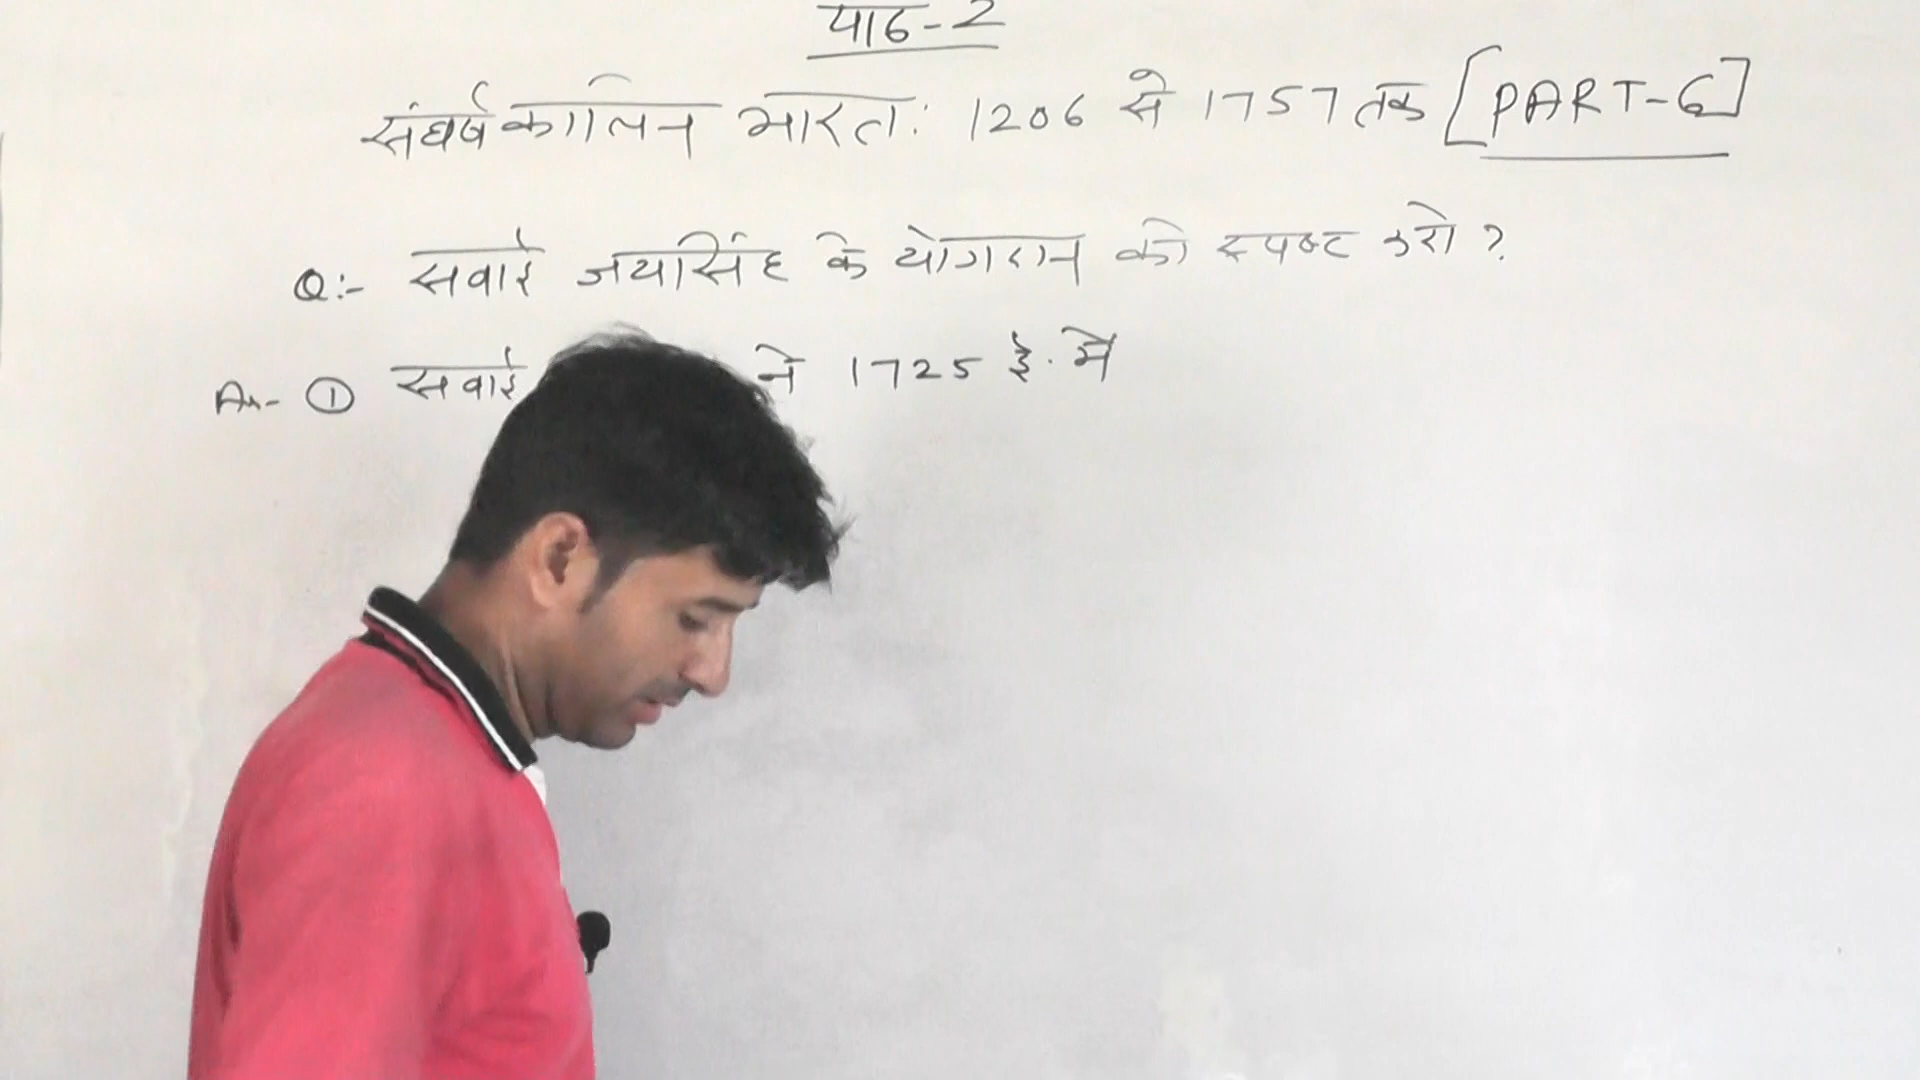 पाठ-2
संघर्षकालिन भारत: 1206 से 1757 तक [PART-6]
Q:- सवाई जयसिंह के योगदान को स्पष्ट करो ?
An- ① सवाई ने 1725 ई. में